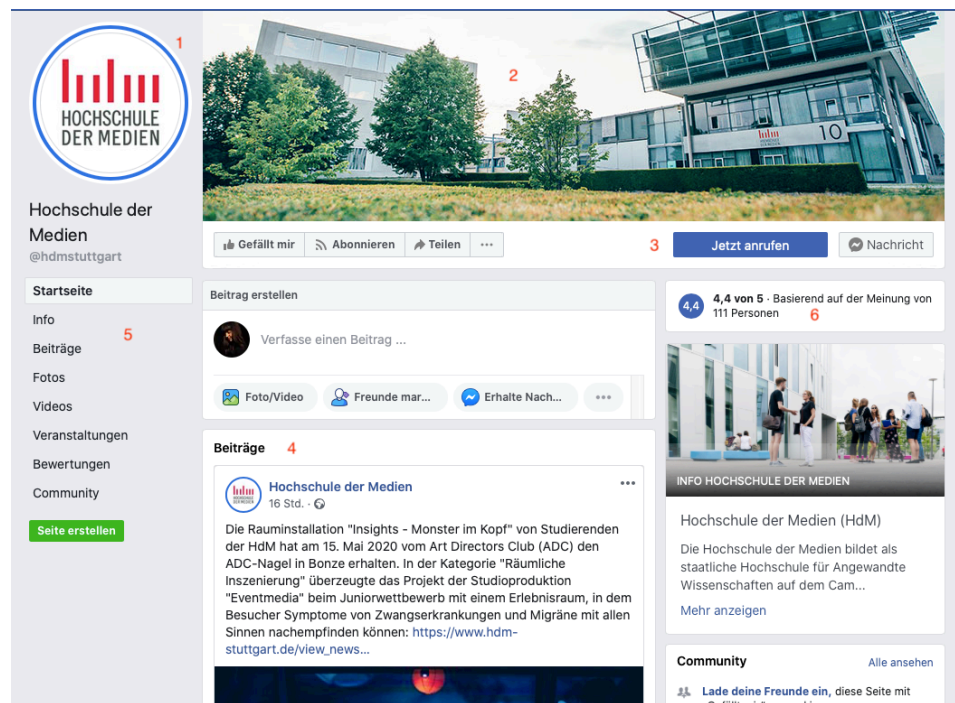 1
HOCHSCHULE
DER MEDIEN
2
10
Hochschule der
Medien
@hdmstuttgart
Gefällt mir
Abonnieren
Teilen
...
3
Jetzt anrufen
Nachricht
Startseite
Info
5
Beiträge
Fotos
Videos
Veranstaltungen
Bewertungen
Community
Seite erstellen
Beitrag erstellen
Verfasse einen Beitrag ...
Foto/Video
Freunde mar...
Erhalte Nach...
...
Beiträge 4
Hochschule der Medien
16 Std. ·
Die Rauminstallation "Insights - Monster im Kopf" von Studierenden
der HdM hat am 15. Mai 2020 vom Art Directors Club (ADC) den
ADC-Nagel in Bonze erhalten. In der Kategorie "Räumliche
Inszenierung" überzeugte das Projekt der Studioproduktion
"Eventmedia" beim Juniorwettbewerb mit einem Erlebnisraum, in dem
Besucher Symptome von Zwangserkrankungen und Migräne mit allen
Sinnen nachempfinden können: https://www.hdm-
stuttgart.de/view_news...
4,4
4,4 von 5 · Basierend auf der Meinung von
111 Personen 6
INFO HOCHSCHULE DER MEDIEN
Hochschule der Medien (HdM)
Die Hochschule der Medien bildet als
staatliche Hochschule für Angewandte
Wissenschaften auf dem Cam...
Mehr anzeigen
Community
Alle ansehen
Lade deine Freunde ein, diese Seite mit